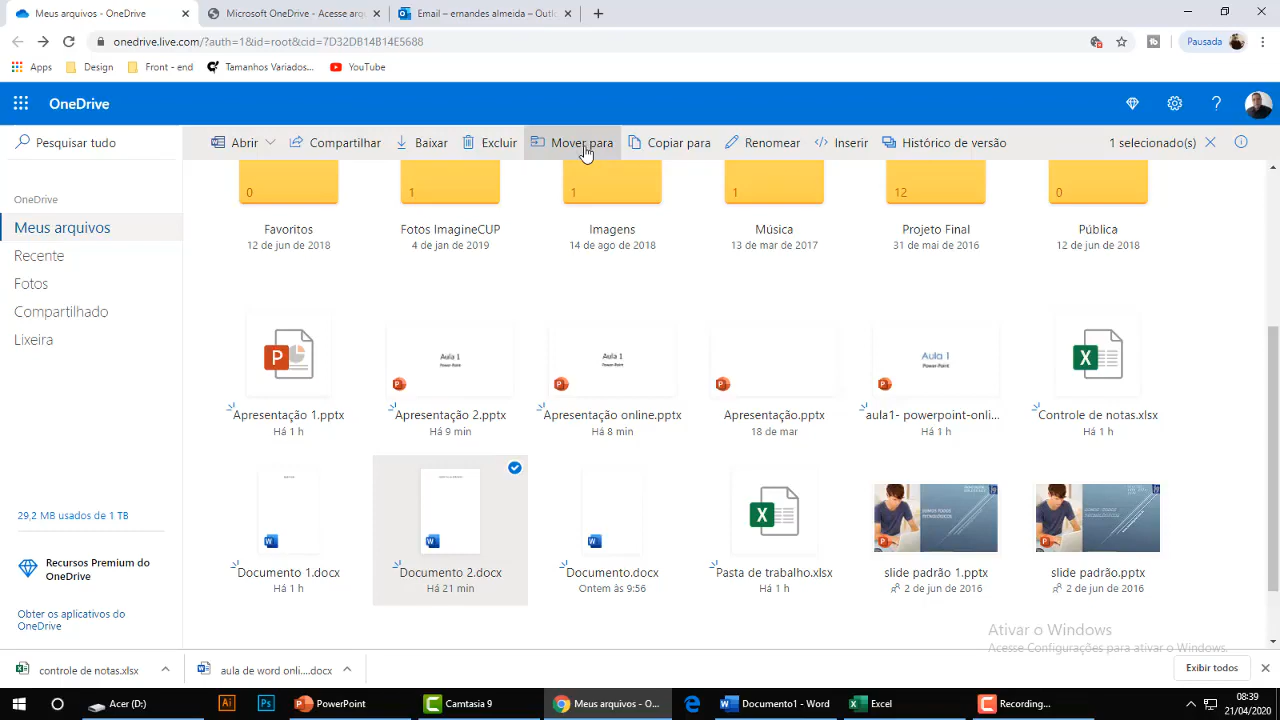 Meus arquivos - OneDrive
Microsoft OneDrive - Acesse arq
Email – ernandes almeida – Outlo
onedrive.live.com/?auth=1&id=root&cid=7D32DB14B14E5688
Pausada
Apps
Design
Front - end
Tamanhos Variados...
YouTube
OneDrive
Pesquisar tudo
Abrir
Compartilhar
Baixar
Excluir
Mover para
Copiar para
Renomear
Inserir
Histórico de versão
1 selecionado(s)
OneDrive
Meus arquivos
Recente
Fotos
Compartilhado
Lixeira
29,2 MB usados de 1 TB
Recursos Premium do
OneDrive
Obter os aplicativos do
OneDrive
0
1
1
1
12
0
Favoritos
Fotos ImagineCUP
Imagens
Música
Projeto Final
Pública
12 de jun de 2018
4 de jan de 2019
14 de ago de 2018
13 de mar de 2017
31 de mai de 2016
12 de jun de 2018
Aula 1
Power-Point
Aula 1
Power-Point
Aula 1
Power-Point
Apresentação 1.pptx
Apresentação 2.pptx
Apresentação online.pptx
Apresentação.pptx
aula1- powerpoint-onli...
Controle de notas.xlsx
Há 1 h
Há 9 min
Há 8 min
18 de mar
Há 1 h
Há 1 h
Documento 1.docx
Documento 2.docx
Documento.docx
Pasta de trabalho.xlsx
slide padrão 1.pptx
slide padrão.pptx
Há 1 h
Há 21 min
Ontem às 9:56
Há 1 h
2 de jun de 2016
2 de jun de 2016
Ativar o Windows
Acesse Configurações para ativar o Windows.
controle de notas.xlsx
aula de word onli....docx
Exibir todos
Acer (D:)
Ai
Ps
PowerPoint
Camtasia 9
Meus arquivos - O...
Documento1 - Word
Excel
Recording...
08:39
21/04/2020